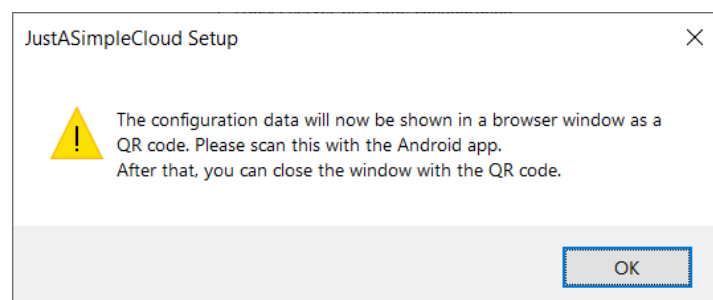 JustASimpleCloud Setup
The configuration data will now be shown in a browser window as a
QR code. Please scan this with the Android app.
After that, you can close the window with the QR code.
OK